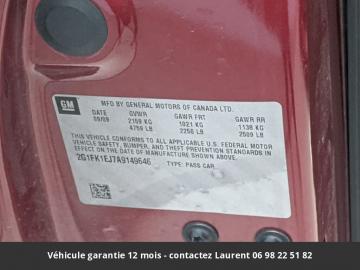 GM
MFD BY GENERAL MOTORS OF CANADA LTD.
DATE GVWR GAWR FRT GAWR RR
09/09 2159 KG 1021 KG 1138 KG
4759 LB 2250 LB 2509 LB
THIS VEHICLE CONFORMS TO ALL APPLICABLE U.S. FEDERAL MOTOR
VEHICLE SAFETY, BUMPER, AND THEFT PREVENTION STANDARDS
IN EFFECT ON THE DATE OF MANUFACTURE SHOWN ABOVE.
2G1FK1EJ7A9149646
TYPE: PASS CAR
Véhicule garantie 12 mois - contactez Laurent 06 98 22 51 82